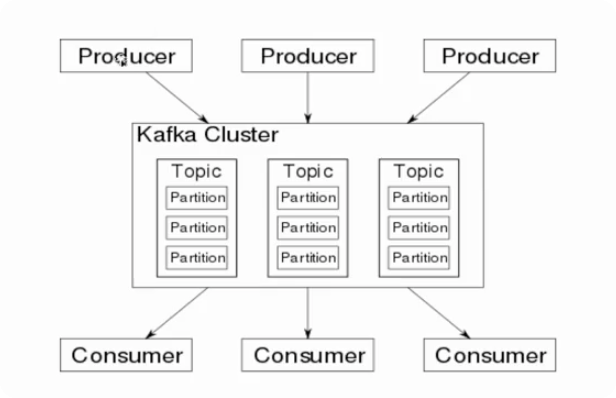 Producer Producer Producer
Kafka Cluster
Topic Topic Topic
Partition Partition Partition
Partition Partition Partition
Partition Partition Partition
Consumer Consumer Consumer